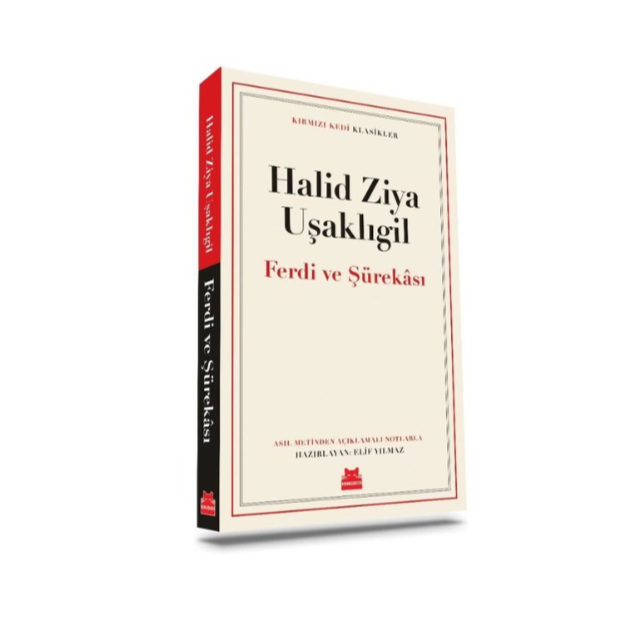 KIRMIZI KEDİ KLASİKLER
Halid Ziya
Uşaklıgil
Ferdi ve Şürekâsı
ASIL METİNDEN AÇIKLAMALI NOTLARLA
HAZIRLAYAN: ELİF YILMAZ
Halid Ziya Uşaklıgil
Ferdi ve Şürekâsı